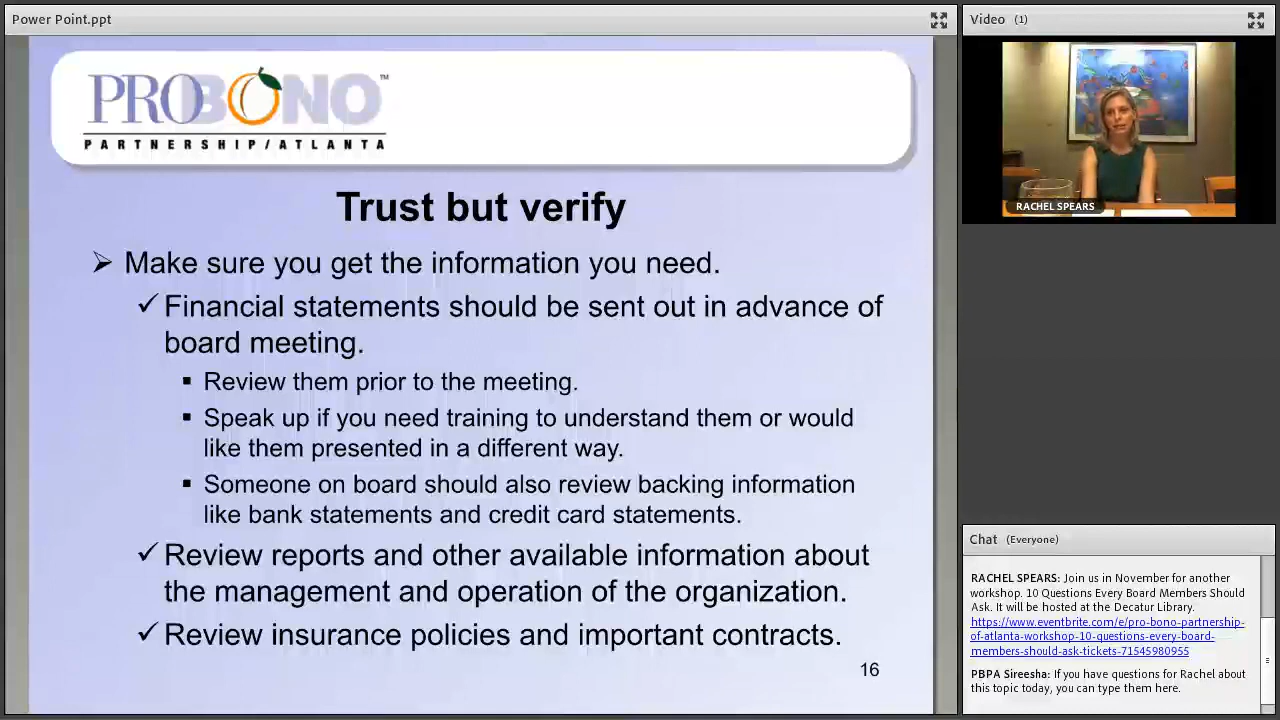 Power Point.ppt
PROBONO™
PARTNERSHIP/ATLANTA
Trust but verify
➢ Make sure you get the information you need.
✓ Financial statements should be sent out in advance of
board meeting.
▪ Review them prior to the meeting.
▪ Speak up if you need training to understand them or would
like them presented in a different way.
▪ Someone on board should also review backing information
like bank statements and credit card statements.
✓ Review reports and other available information about
the management and operation of the organization.
✓ Review insurance policies and important contracts.
16
Video (1)
RACHEL SPEARS
Chat (Everyone)
RACHEL SPEARS: Join us in November for another
workshop. 10 Questions Every Board Members Should
Ask. It will be hosted at the Decatur Library.
https://www.eventbrite.com/e/pro-bono-partnership-
of-atlanta-workshop-10-questions-every-board-
members-should-ask-tickets-71545980955
PBPA Sireesha: If you have questions for Rachel about
this topic today, you can type them here.